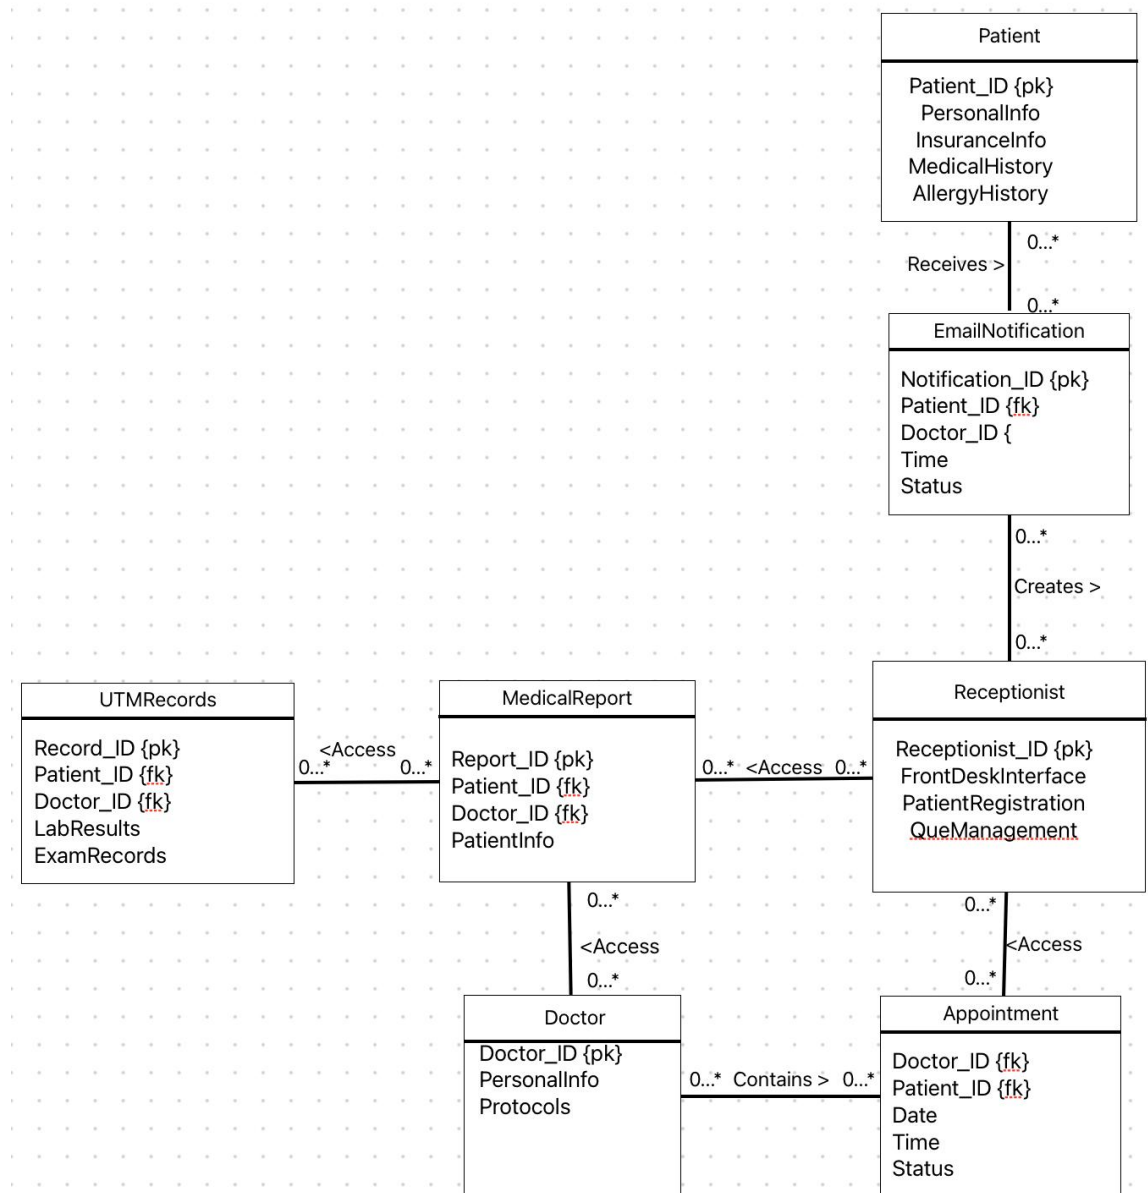 Patient
Patient_ID {pk}
PersonalInfo
InsuranceInfo
MedicalHistory
AllergyHistory
0...*
Receives >
0...*
EmailNotification
Notification_ID {pk}
Patient_ID {fk}
Doctor_ID {
Time
Status
0...*
Creates >
0...*
UTMRecords
Record_ID {pk}
Patient_ID {fk}
Doctor_ID {fk}
LabResults
ExamRecords
<Access
0...* 0...*
MedicalReport
Report_ID {pk}
Patient_ID {fk}
Doctor_ID {fk}
PatientInfo
0...* <Access 0...*
Receptionist
Receptionist_ID {pk}
FrontDeskInterface
PatientRegistration
QueManagement
0...*
<Access
0...*
0...*
<Access
0...*
Doctor
Doctor_ID {pk}
PersonalInfo
Protocols
0...* Contains > 0...*
Appointment
Doctor_ID {fk}
Patient_ID {fk}
Date
Time
Status